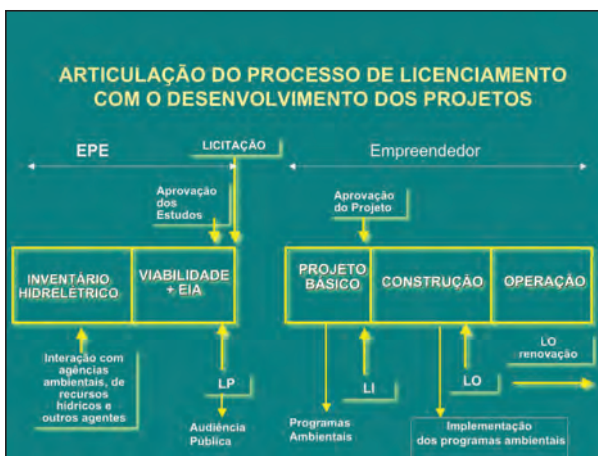 ARTICULAÇÃO DO PROCESSO DE LICENCIAMENTO
COM O DESENVOLVIMENTO DOS PROJETOS
EPE
LICITAÇÃO
Empreendedor
Aprovação
dos
Estudos
Aprovação
do Projeto
INVENTÁRIO
HIDRELÉTRICO
VIABILIDADE
+ EIA
PROJETO
BÁSICO
CONSTRUÇÃO
OPERAÇÃO
Interação com
agências
ambientais, de
recursos
hídricos e
outros agentes
LP
Audiência
Pública
LI
Programas
Ambientais
LO
LO
renovação
Implementação
dos programas ambientais